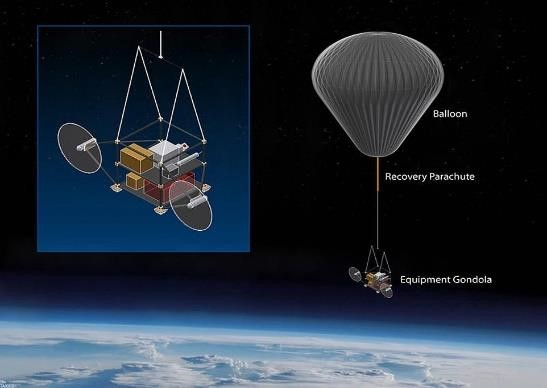 Balloon
Recovery Parachute
Equipment Gondola